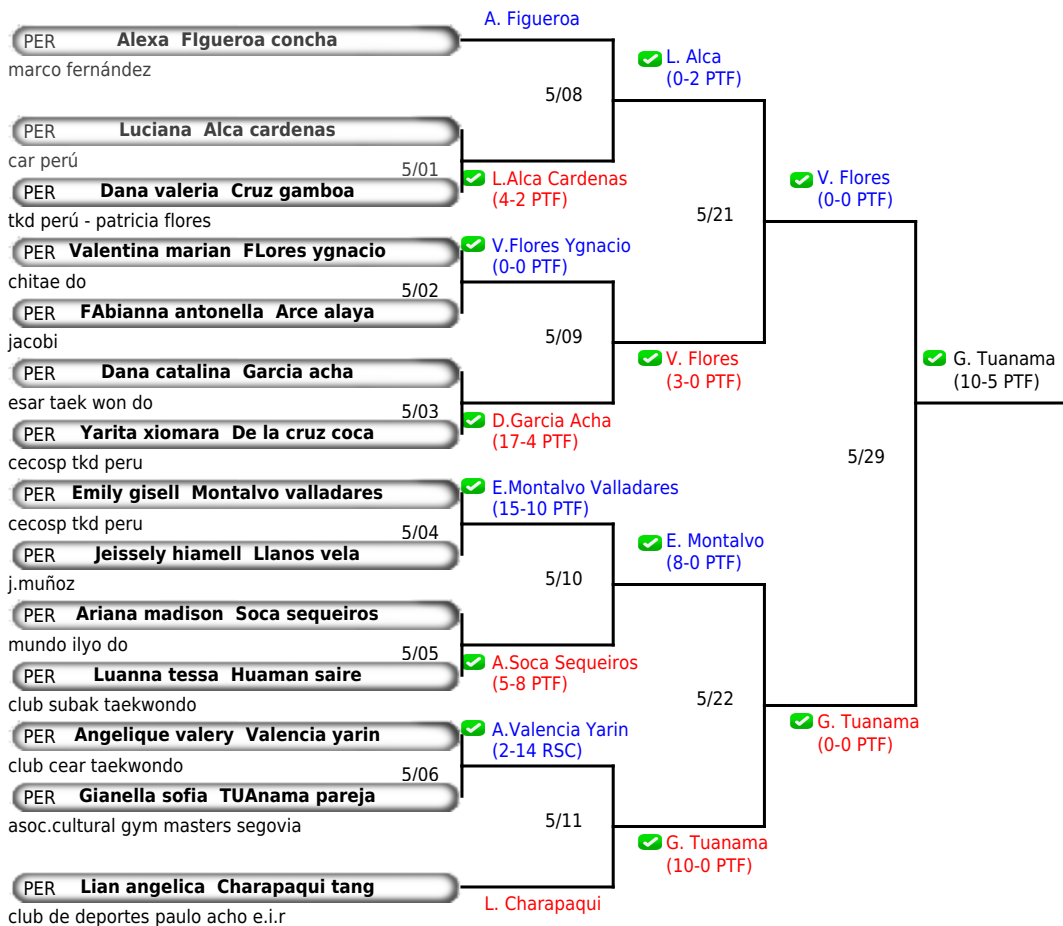 A. Figueroa
PER Alexa FIgueroa concha
marco fernández
L. Alca
(0-2 PTF)
5/08
PER Luciana Alca cardenas
car perú
5/01
L.Alca Cardenas
(4-2 PTF)
PER Dana valeria Cruz gamboa
tkd perú - patricia flores
V. Flores
(0-0 PTF)
5/21
PER Valentina marian FLores ygnacio
chitae do
V.Flores Ygnacio
(0-0 PTF)
5/02
PER FAbianna antonella Arce alaya
jacobi
5/09
V. Flores
(3-0 PTF)
G. Tuanama
(10-5 PTF)
PER Dana catalina Garcia acha
esar taek won do
5/03
D.Garcia Acha
(17-4 PTF)
PER Yarita xiomara De la cruz coca
cecosp tkd peru
5/29
PER Emily gisell Montalvo valladares
cecosp tkd peru
E.Montalvo Valladares
(15-10 PTF)
5/04
PER Jeissely hiamell Llanos vela
j.muñoz
E. Montalvo
(8-0 PTF)
5/10
PER Ariana madison Soca sequeiros
mundo ilyo do
5/05
A.Soca Sequeiros
(5-8 PTF)
PER Luanna tessa Huaman saire
club subak taekwondo
5/22
G. Tuanama
(0-0 PTF)
PER Angelique valery Valencia yarin
club cear taekwondo
A.Valencia Yarin
(2-14 RSC)
5/06
PER Gianella sofia TUAnama pareja
asoc.cultural gym masters segovia
5/11
G. Tuanama
(10-0 PTF)
PER Lian angelica Charapaqui tang
club de deportes paulo acho e.i.r
L. Charapaqui